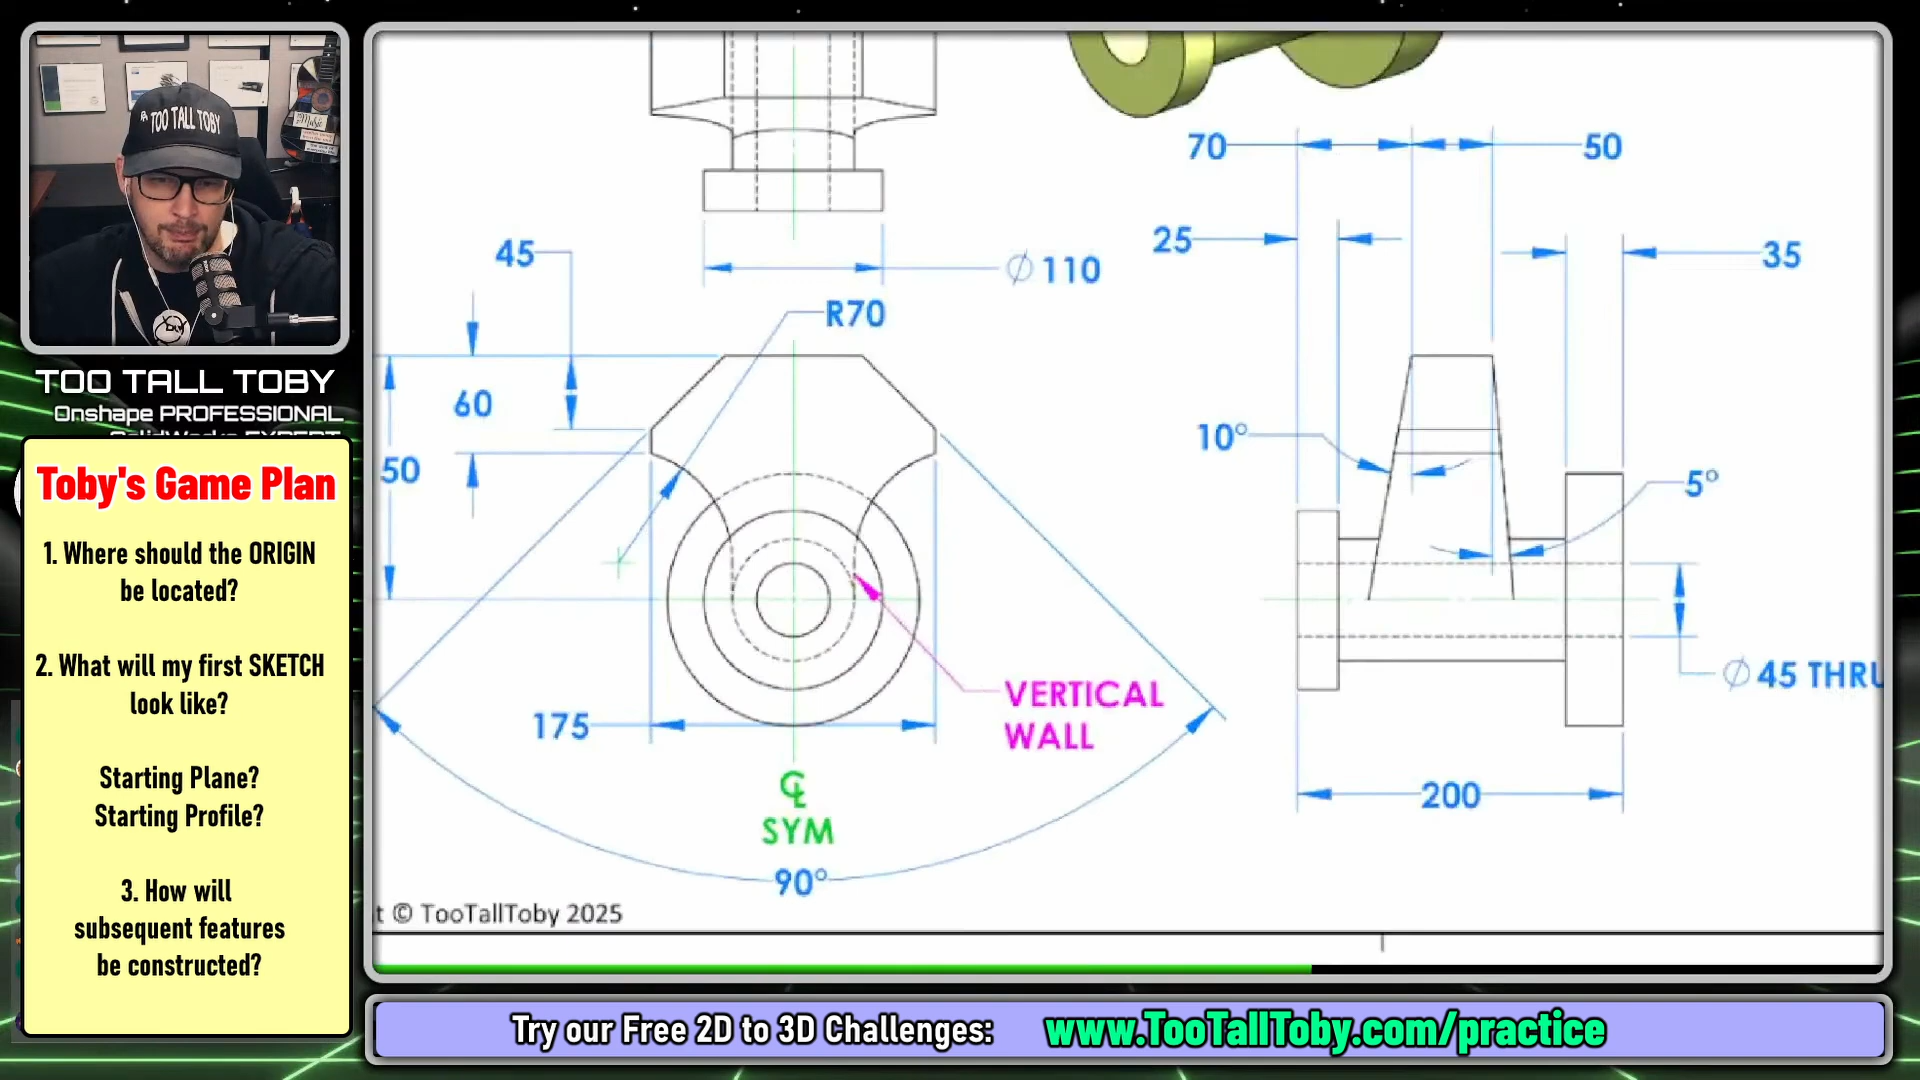 TOO TALL TOBY
TOO TALL TOBY
Onshape PROFESSIONAL
Toby's Game Plan
1. Where should the ORIGIN
be located?
2. What will my first SKETCH
look like?
Starting Plane?
Starting Profile?
3. How will
subsequent features
be constructed?
70
50
25
35
45
∅ 110
R70
60
50
10°
5°
∅ 45 THRU
VERTICAL
WALL
175
℄
SYM
200
90°
t © TooTallToby 2025
Try our Free 2D to 3D Challenges: www.TooTallToby.com/practice